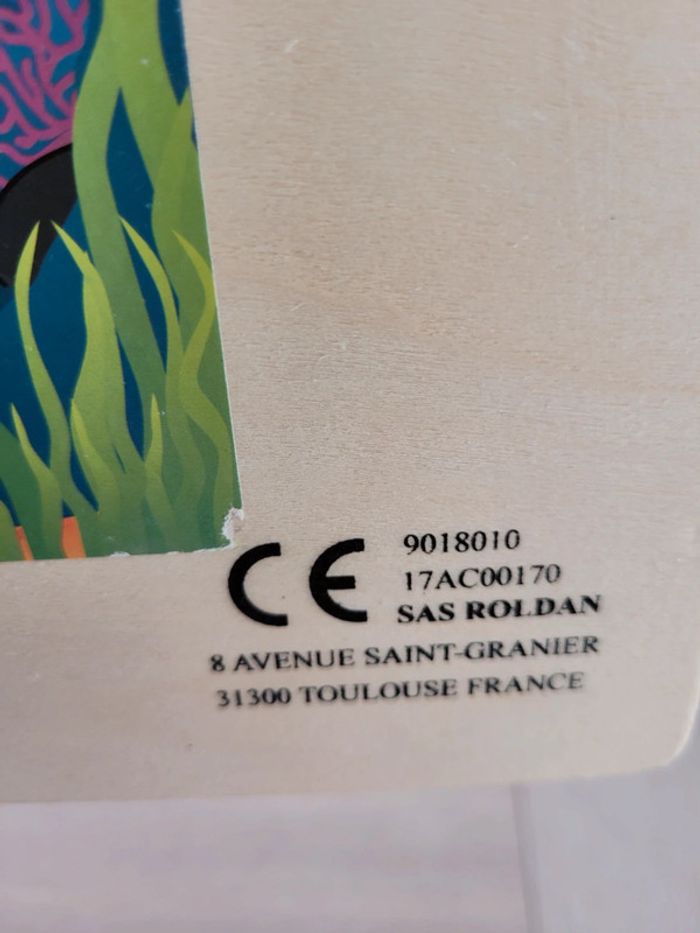 CE
9018010
17AC00170
SAS ROLDAN
8 AVENUE SAINT-GRANIER
31300 TOULOUSE FRANCE